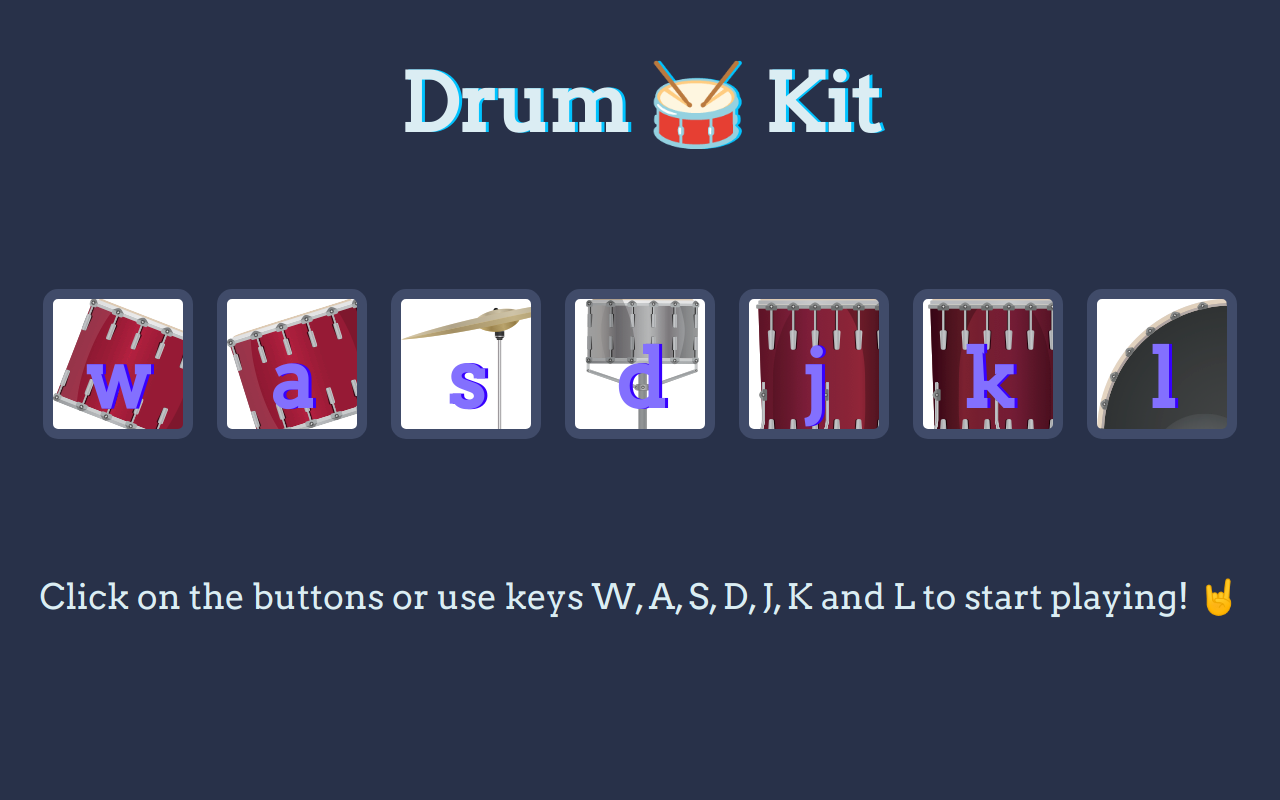 Drum 🥁 Kit
w a s d j k l
Click on the buttons or use keys W, A, S, D, J, K and L to start playing! 🤘